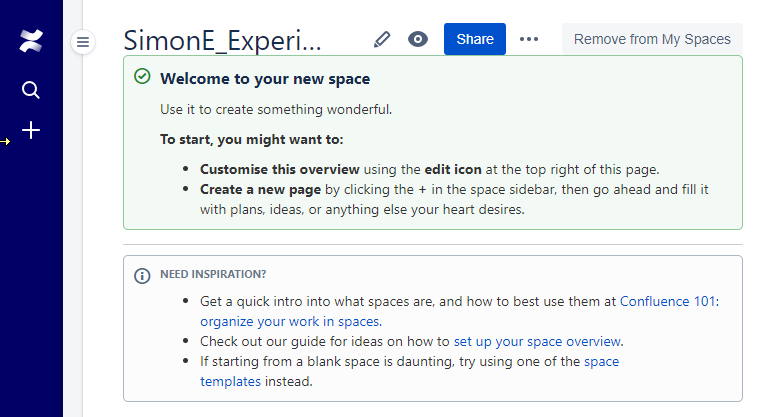 SimonE_Experi...
Share
Remove from My Spaces
Welcome to your new space
Use it to create something wonderful.
To start, you might want to:
• Customise this overview using the edit icon at the top right of this page.
• Create a new page by clicking the + in the space sidebar, then go ahead and fill it
with plans, ideas, or anything else your heart desires.
NEED INSPIRATION?
• Get a quick intro into what spaces are, and how to best use them at Confluence 101:
organize your work in spaces.
• Check out our guide for ideas on how to set up your space overview.
• If starting from a blank space is daunting, try using one of the space
templates instead.